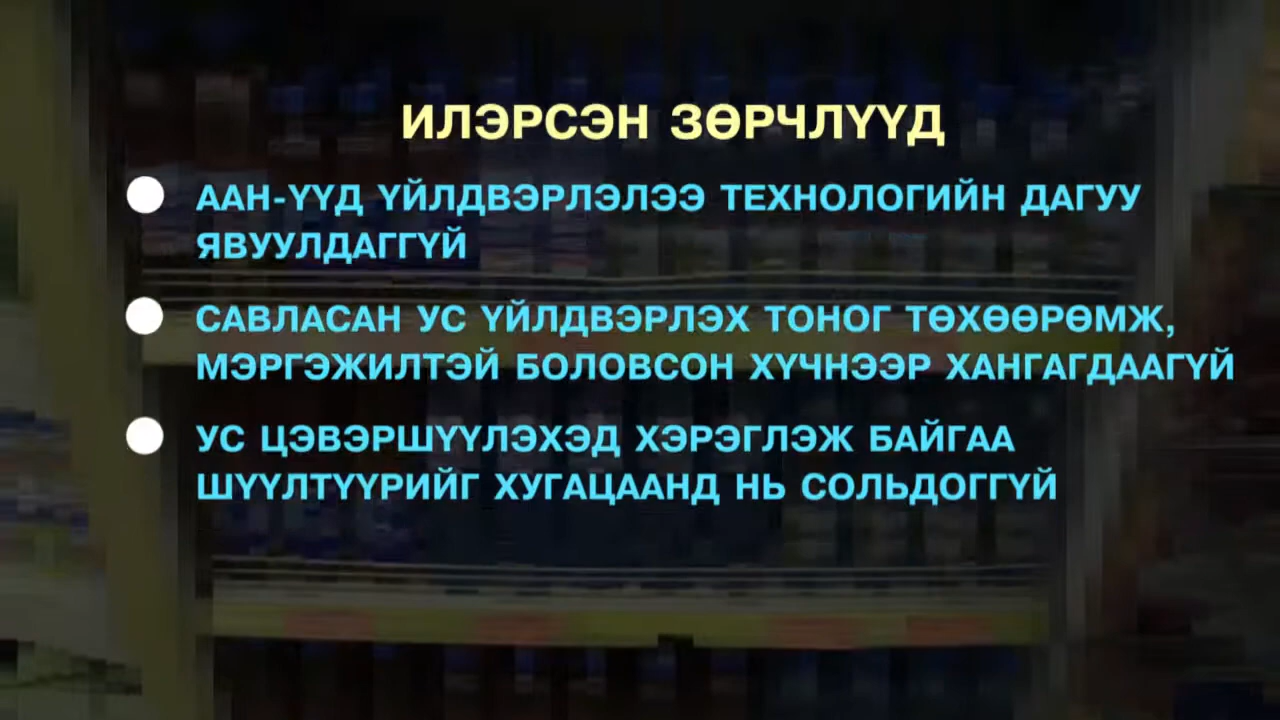 ИЛЭРСЭН ЗӨРЧЛҮҮД
ААН-ҮҮД ҮЙЛДВЭРЛЭЛЭЭ ТЕХНОЛОГИЙН ДАГУУ
ЯВУУЛДАГГҮЙ
САВЛАСАН УС ҮЙЛДВЭРЛЭХ ТОНОГ ТӨХӨӨРӨМЖ,
МЭРГЭЖИЛТЭЙ БОЛОВСОН ХҮЧНЭЭР ХАНГАГДААГҮЙ
УС ЦЭВЭРШҮҮЛЭХЭД ХЭРЭГЛЭЖ БАЙГАА
ШҮҮЛТҮҮРИЙГ ХУГАЦААНД НЬ СОЛЬДОГГҮЙ